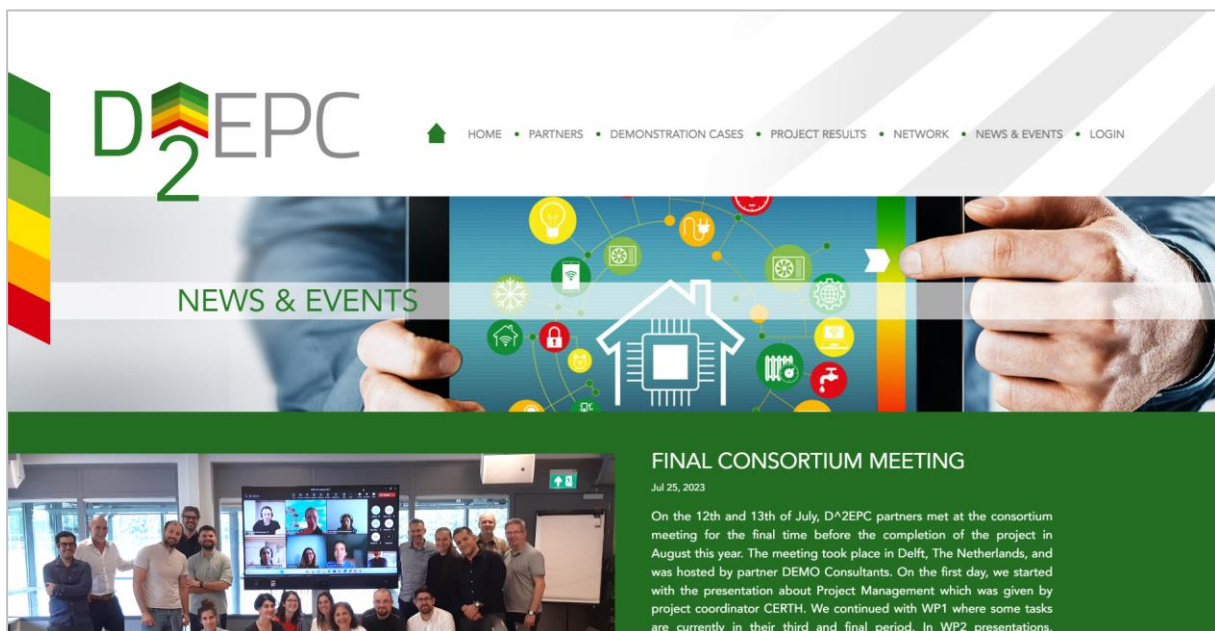 D2EPC
HOME • PARTNERS • DEMONSTRATION CASES • PROJECT RESULTS • NETWORK • NEWS & EVENTS • LOGIN
NEWS & EVENTS
FINAL CONSORTIUM MEETING
Jul 25, 2023
On the 12th and 13th of July, D^2EPC partners met at the consortium
meeting for the final time before the completion of the project in
August this year. The meeting took place in Delft, The Netherlands, and
was hosted by partner DEMO Consultants. On the first day, we started
with the presentation about Project Management which was given by
project coordinator CERTH. We continued with WP1 where some tasks
are currently in their third and final period. In WP2 presentations,